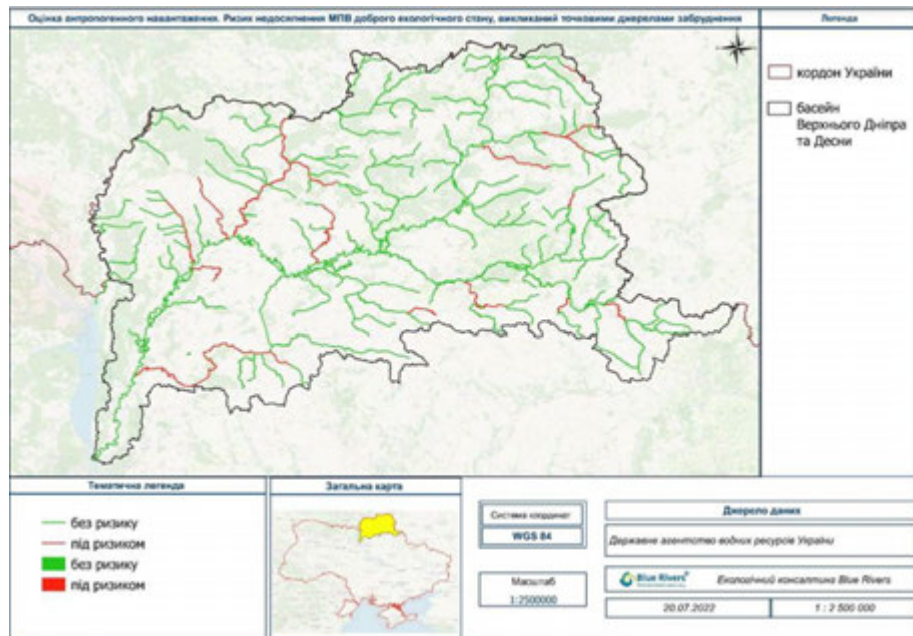 Оцінка антропогенного навантаження. Ризик недосягнення МПВ доброго екологічного стану, викликаний точковими джерелами забруднення
Легенда
кордон України
басейн
Верхнього Дніпра
та Десни
Тематична легенда
без ризику
під ризиком
без ризику
під ризиком
Загальна карта
Система координат
WGS 84
Масштаб
1:2500000
Джерело даних
Державне агентство водних ресурсів України
Blue Rivers
Екологічний консалтинг Blue Rivers
20.07.2022
1 : 2 500 000